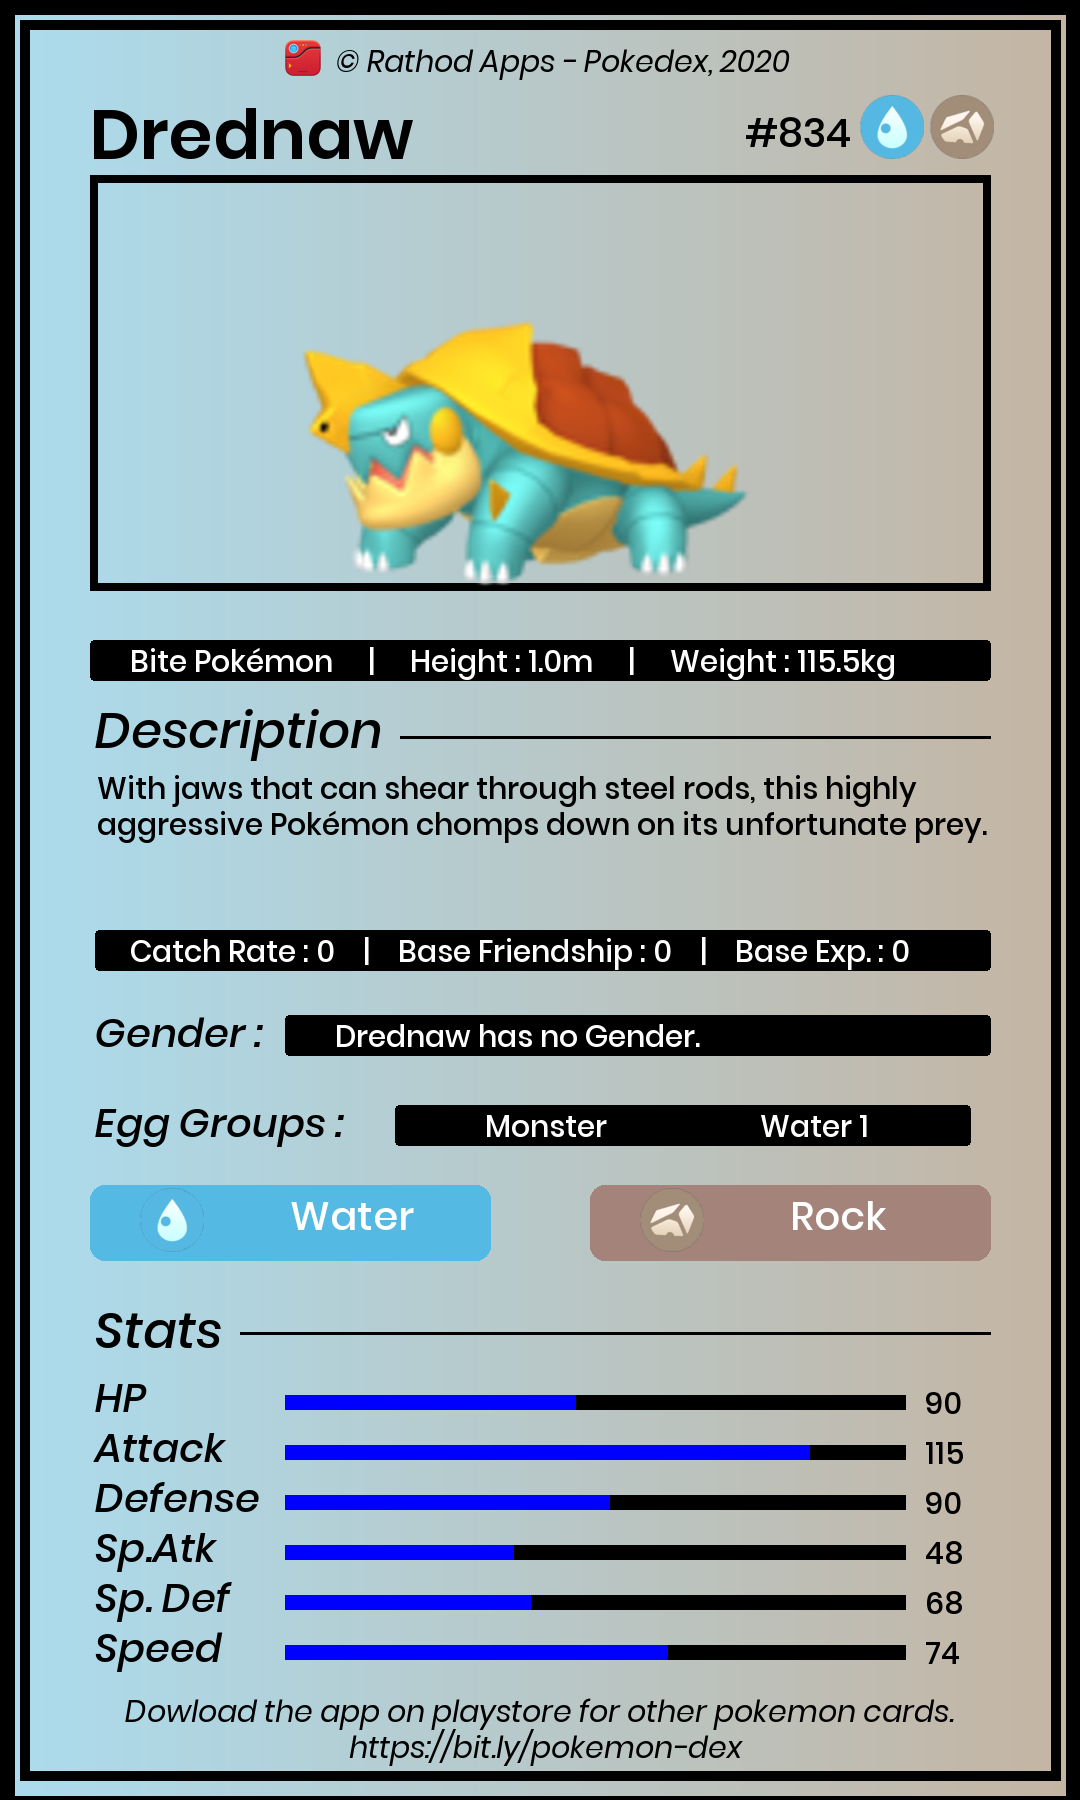 © Rathod Apps - Pokedex, 2020
Drednaw #834
Bite Pokémon | Height : 1.0m | Weight : 115.5kg
Description
With jaws that can shear through steel rods, this highly
aggressive Pokémon chomps down on its unfortunate prey.
Catch Rate : 0 | Base Friendship : 0 | Base Exp. : 0
Gender : Drednaw has no Gender.
Egg Groups : Monster Water 1
Water Rock
Stats
HP 90
Attack 115
Defense 90
Sp.Atk 48
Sp. Def 68
Speed 74
Dowload the app on playstore for other pokemon cards.
https://bit.ly/pokemon-dex